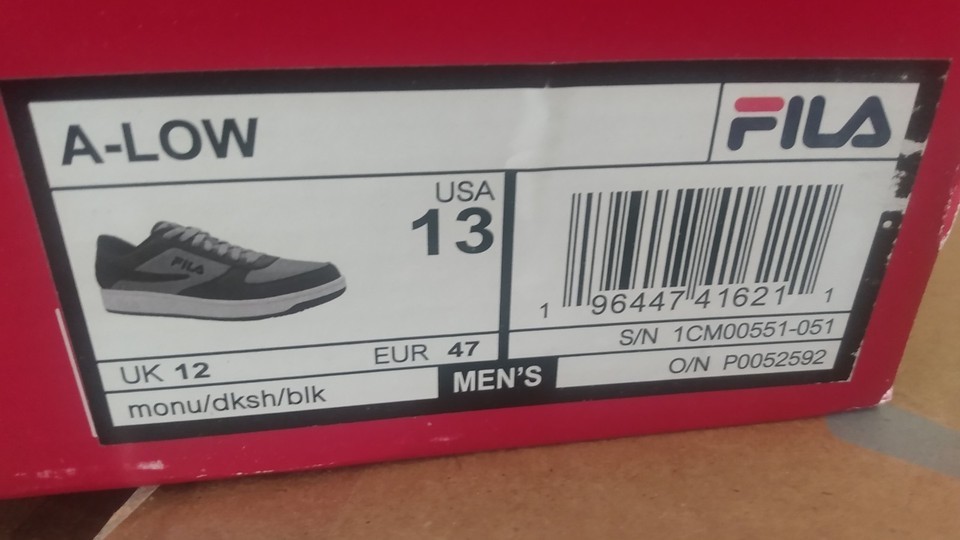 A-LOW
FILA
FILA
USA
13
UK 12
EUR 47
monu/dksh/blk
MEN'S
1 96447 41621 1
S/N 1CM00551-051
O/N P0052592